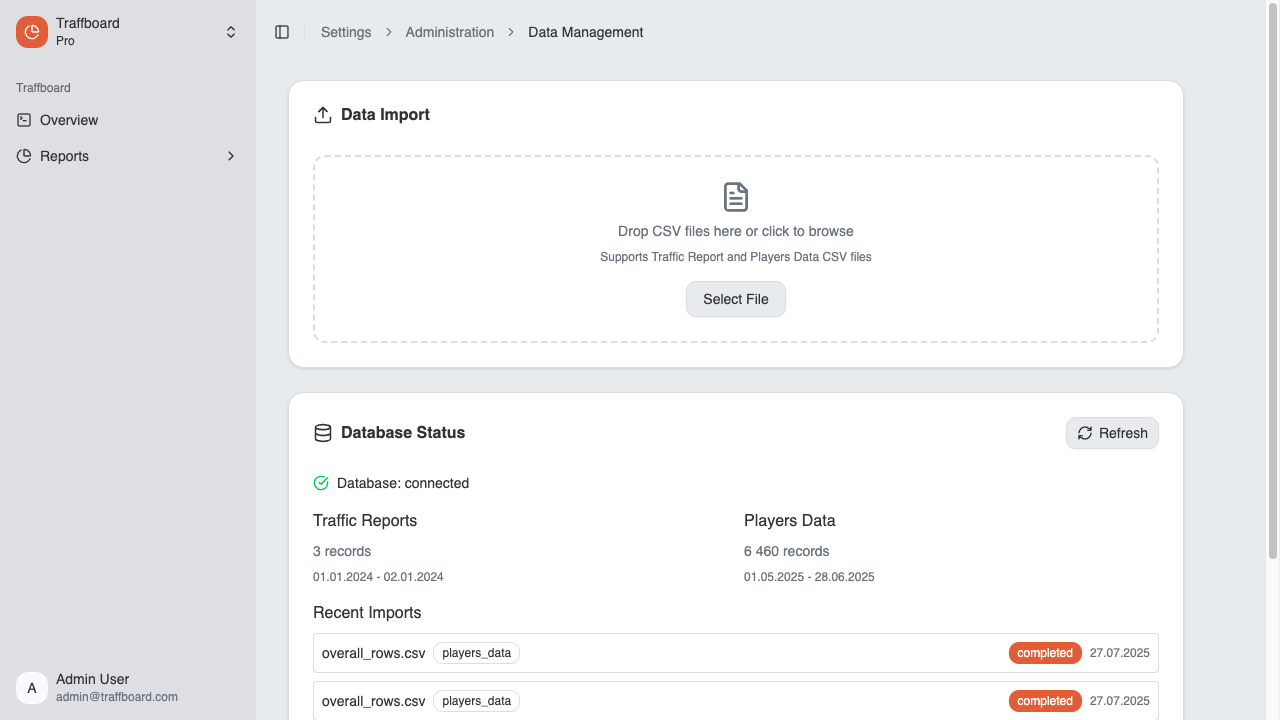 Traffboard
Pro
Traffboard
Overview
Reports
A
Admin User
admin@traffboard.com
Settings
Administration
Data Management
Data Import
Drop CSV files here or click to browse
Supports Traffic Report and Players Data CSV files
Select File
Database Status
Refresh
Database: connected
Traffic Reports
3 records
01.01.2024 - 02.01.2024
Players Data
6 460 records
01.05.2025 - 28.06.2025
Recent Imports
overall_rows.csv players_data completed 27.07.2025
overall_rows.csv players_data completed 27.07.2025